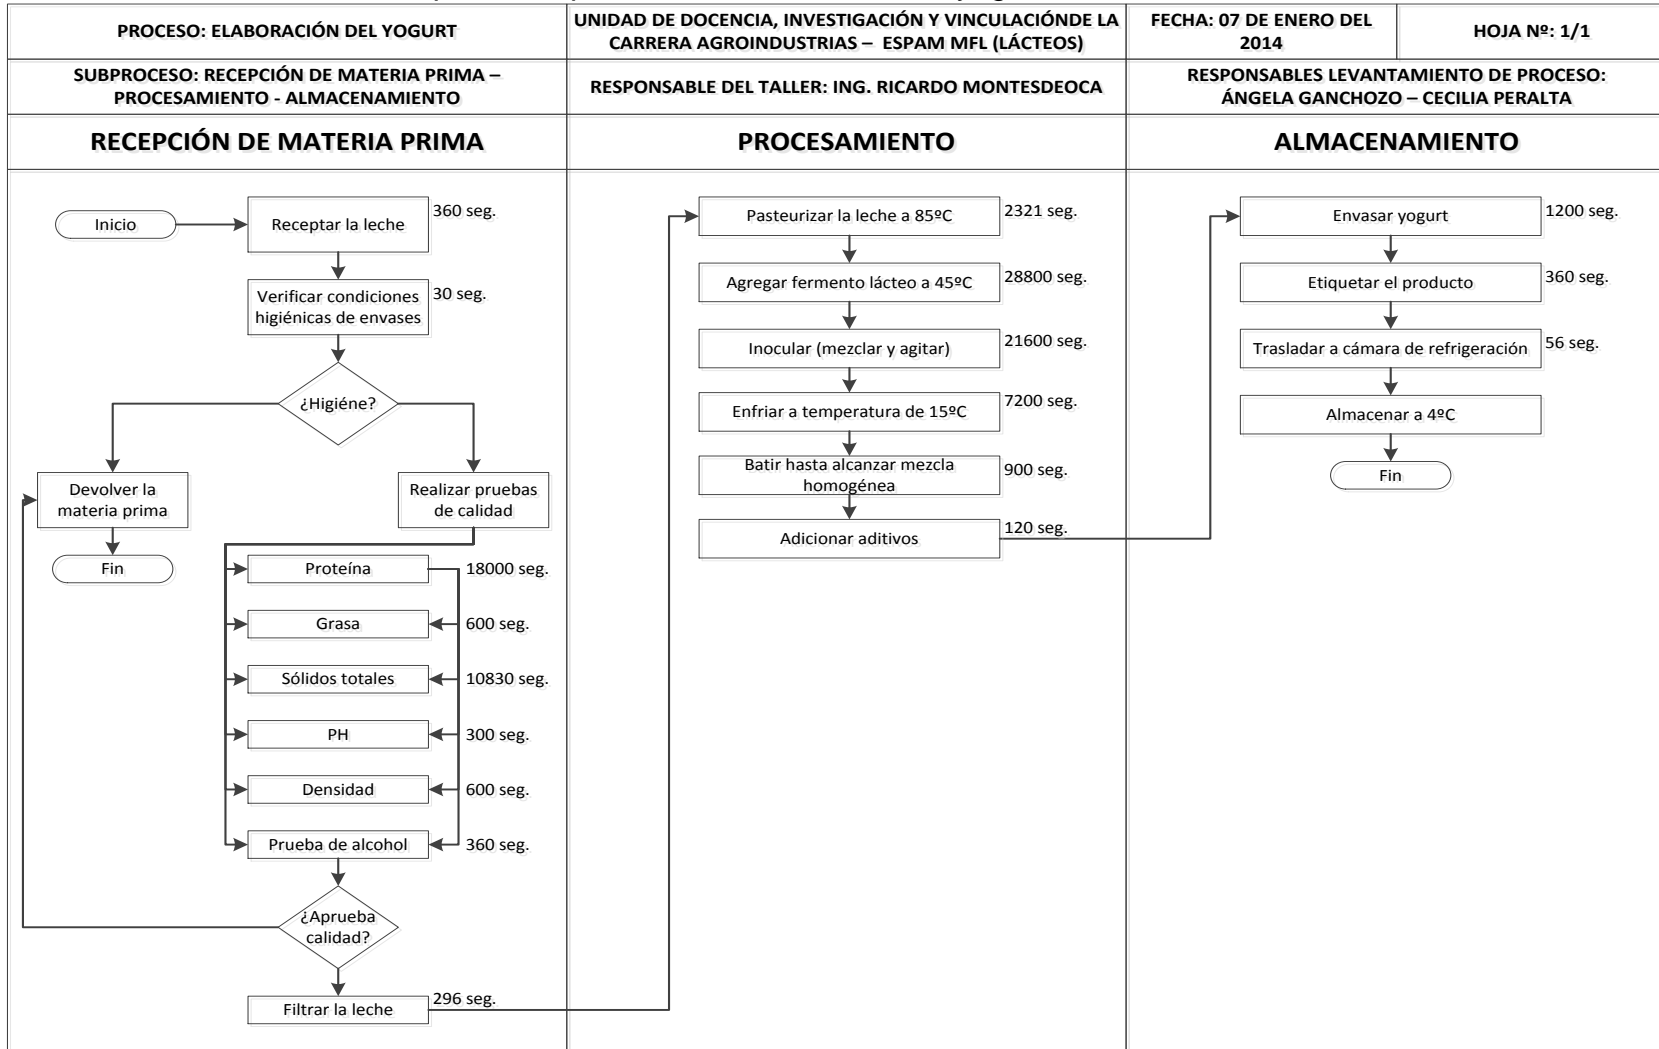 PROCESO: ELABORACIÓN DEL YOGURT
UNIDAD DE DOCENCIA, INVESTIGACIÓN Y VINCULACIÓNDE LA
CARRERA AGROINDUSTRIAS – ESPAM MFL (LÁCTEOS)
FECHA: 07 DE ENERO DEL
2014
HOJA Nº: 1/1
SUBPROCESO: RECEPCIÓN DE MATERIA PRIMA –
PROCESAMIENTO - ALMACENAMIENTO
RESPONSABLE DEL TALLER: ING. RICARDO MONTESDEOCA
RESPONSABLES LEVANTAMIENTO DE PROCESO:
ÁNGELA GANCHOZO – CECILIA PERALTA
RECEPCIÓN DE MATERIA PRIMA
PROCESAMIENTO
ALMACENAMIENTO
Inicio
Receptar la leche
360 seg.
Verificar condiciones
higiénicas de envases
30 seg.
¿Higiéne?
Devolver la
materia prima
Fin
Realizar pruebas
de calidad
Proteína
18000 seg.
Grasa
600 seg.
Sólidos totales
10830 seg.
PH
300 seg.
Densidad
600 seg.
Prueba de alcohol
360 seg.
¿Aprueba
calidad?
Filtrar la leche
296 seg.
Pasteurizar la leche a 85ºC
2321 seg.
Agregar fermento lácteo a 45ºC
28800 seg.
Inocular (mezclar y agitar)
21600 seg.
Enfriar a temperatura de 15ºC
7200 seg.
Batir hasta alcanzar mezcla
homogénea
900 seg.
Adicionar aditivos
120 seg.
Envasar yogurt
1200 seg.
Etiquetar el producto
360 seg.
Trasladar a cámara de refrigeración
56 seg.
Almacenar a 4ºC
Fin